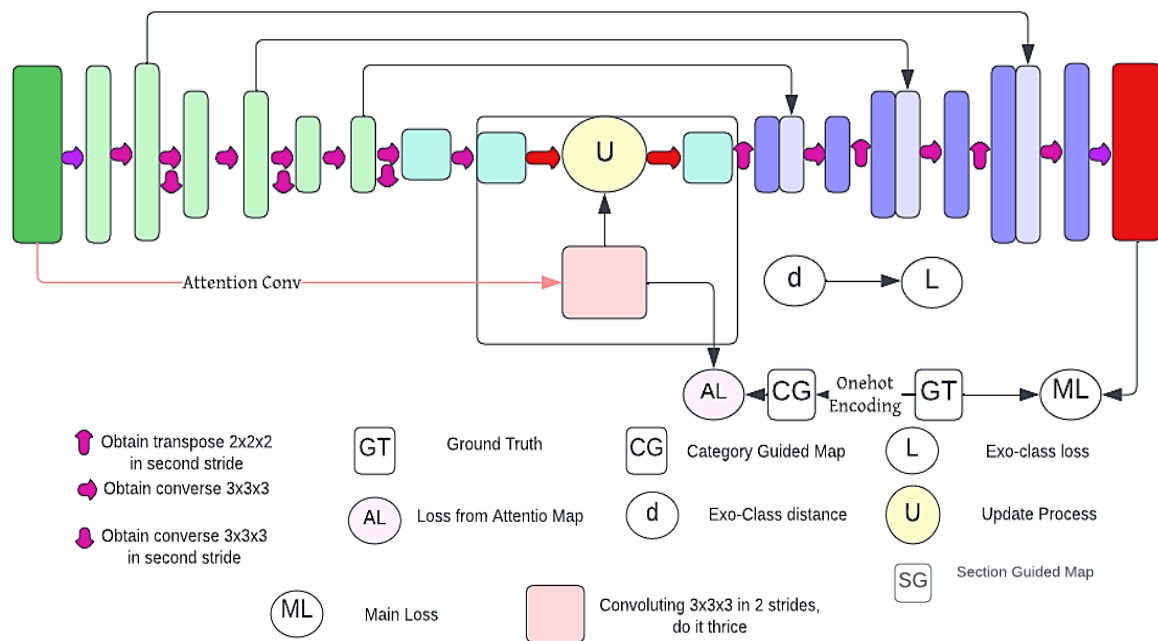 U
Attention Conv
d
L
AL
CG
Onehot
Encoding
GT
ML
Obtain transpose 2x2x2
in second stride
GT
Ground Truth
CG
Category Guided Map
L
Exo-class loss
Obtain converse 3x3x3
AL
Loss from Attentio Map
d
Exo-Class distance
U
Update Process
Obtain converse 3x3x3
in second stride
SG
Section Guided Map
ML
Main Loss
Convoluting 3x3x3 in 2 strides,
do it thrice